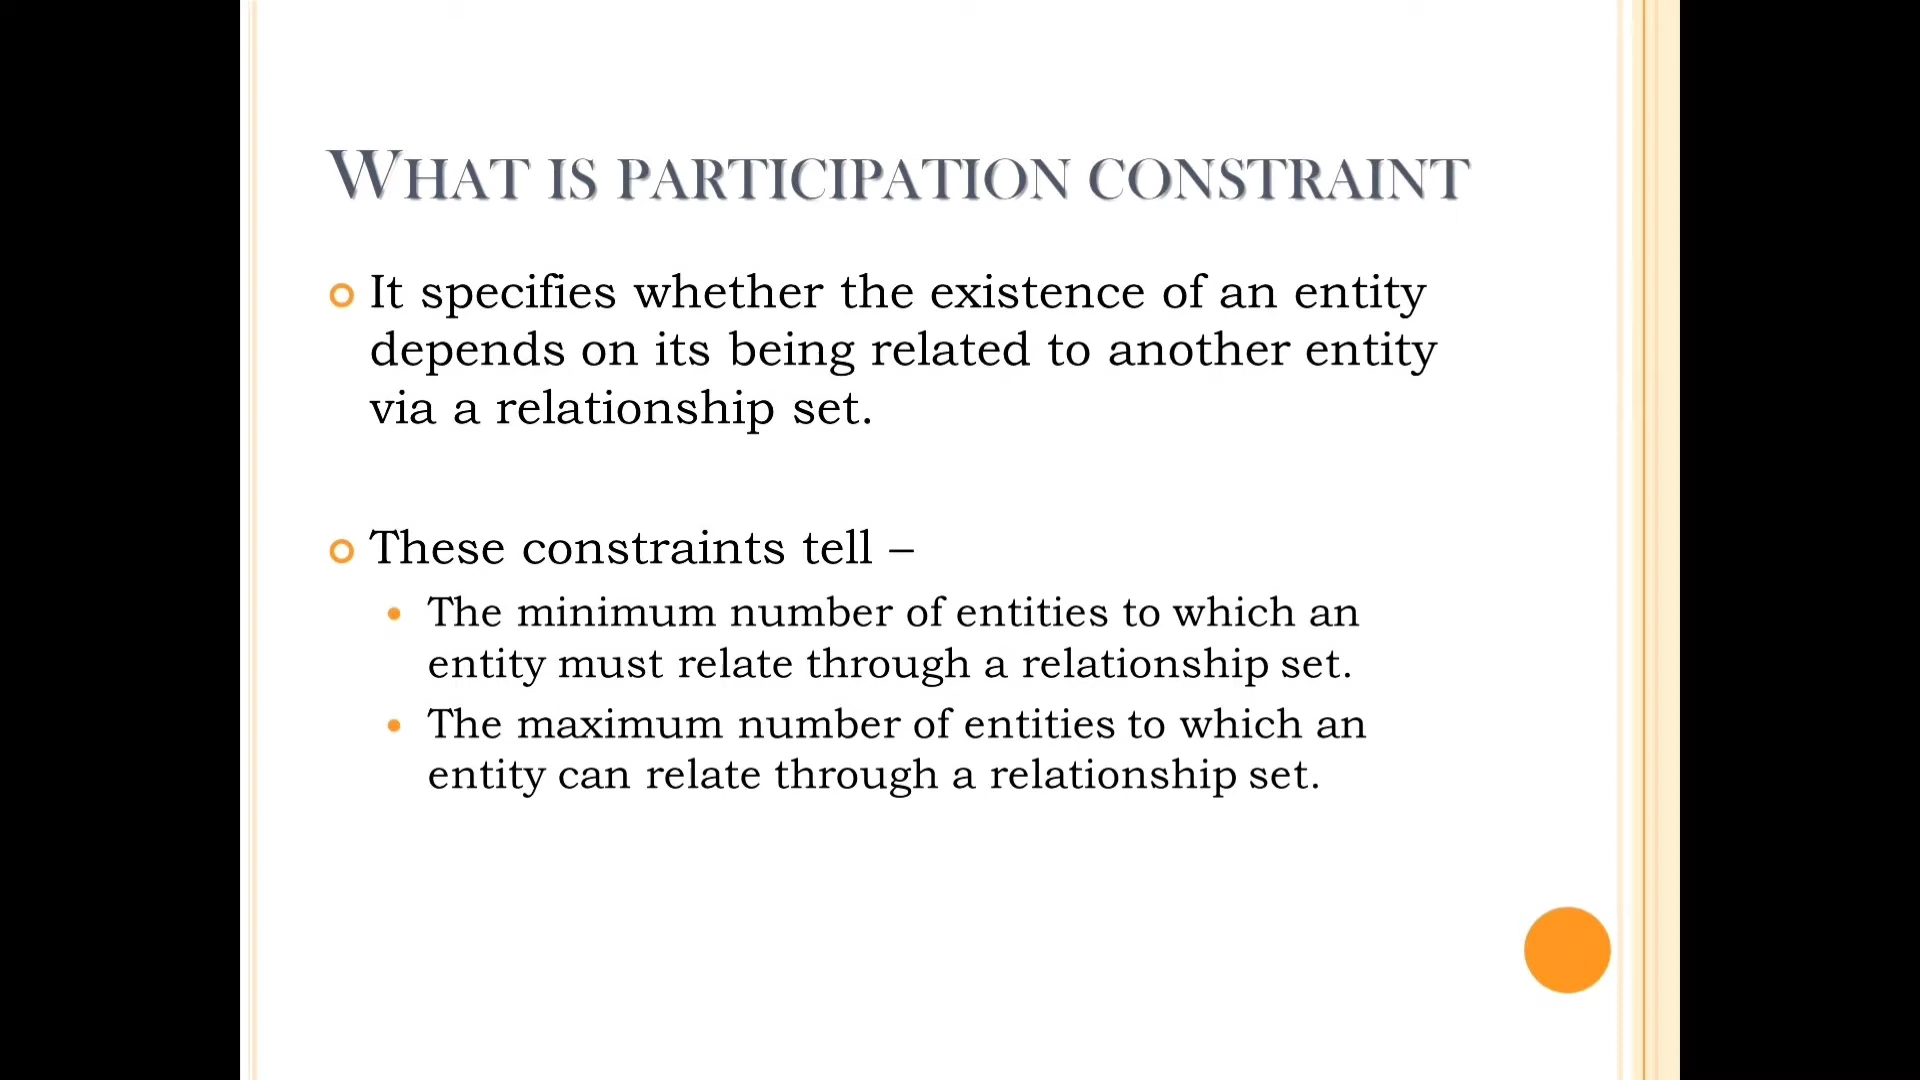 WHAT IS PARTICIPATION CONSTRAINT
It specifies whether the existence of an entity
depends on its being related to another entity
via a relationship set.
These constraints tell –
The minimum number of entities to which an
entity must relate through a relationship set.
The maximum number of entities to which an
entity can relate through a relationship set.